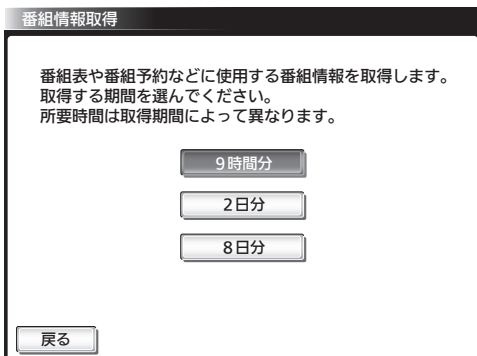 番組情報取得
番組表や番組予約などに使用する番組情報を取得します。
取得する期間を選んでください。
所要時間は取得期間によって異なります。
9時間分
2日分
8日分
戻る